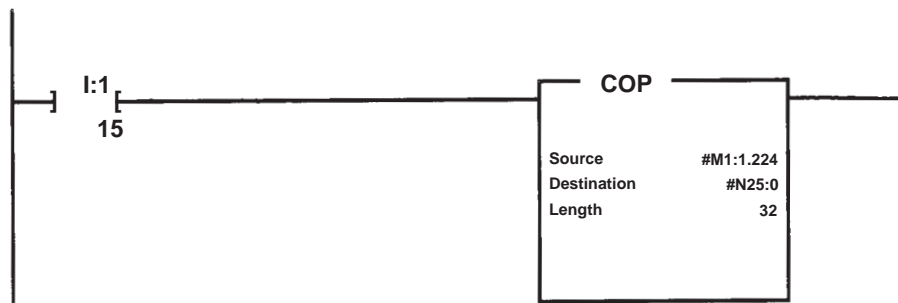 I:1
15
COP
Source #M1:1.224
Destination #N25:0
Length 32